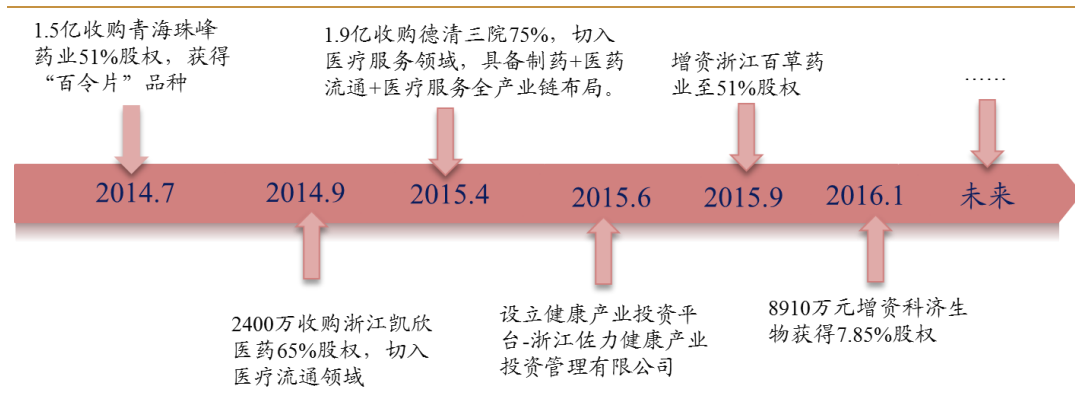 1.5亿收购青海珠峰
药业51%股权，获得
“百令片”品种
1.9亿收购德清三院75%，切入
医疗服务领域，具备制药+医药
流通+医疗服务全产业链布局。
增资浙江百草药
业至51%股权
……
2014.7
2014.9
2015.4
2015.6
2015.9
2016.1
未来
2400万收购浙江凯欣
医药65%股权，切入
医疗流通领域
设立健康产业投资平
台-浙江佐力健康产业
投资管理有限公司
8910万元增资科济生
物获得7.85%股权